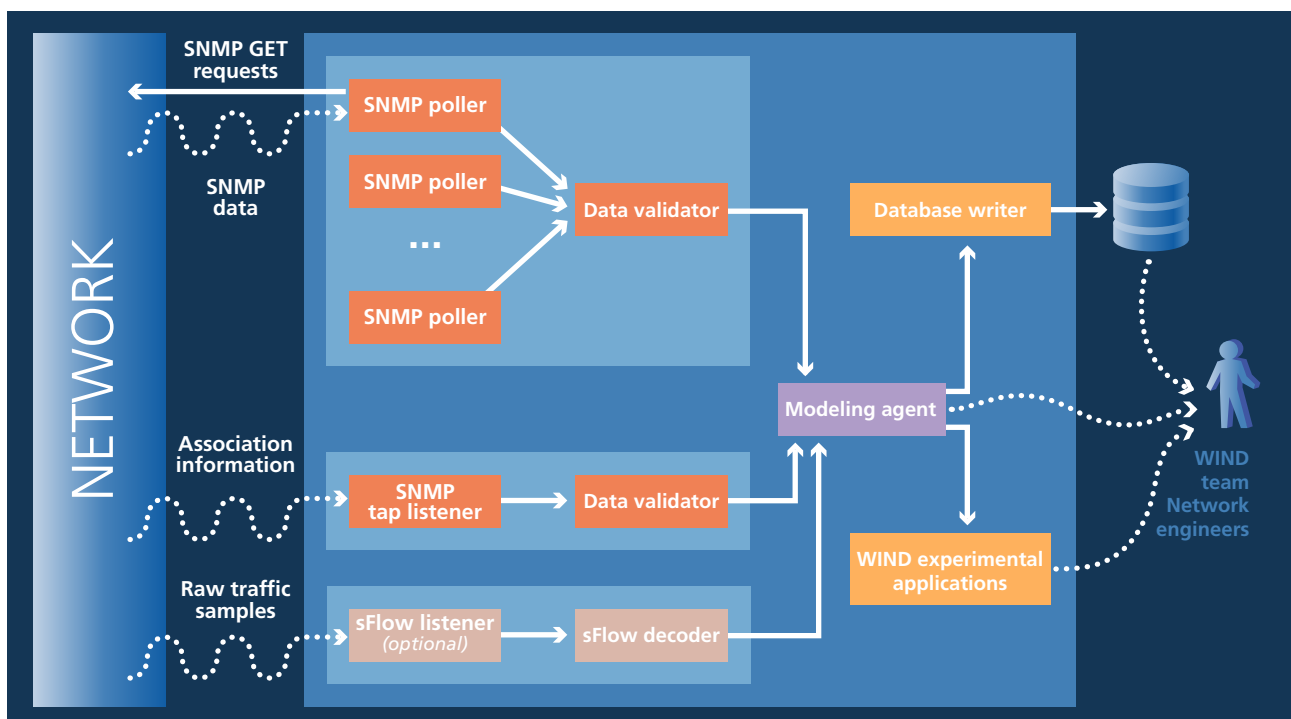 NETWORK
SNMP GET
requests
SNMP
data
SNMP poller
SNMP poller
...
SNMP poller
Data validator
Database writer
Modeling agent
Association
information
SNMP
tap listener
Data validator
WIND experimental
applications
Raw traffic
samples
sFlow listener
(optional)
sFlow decoder
WIND
team
Network
engineers